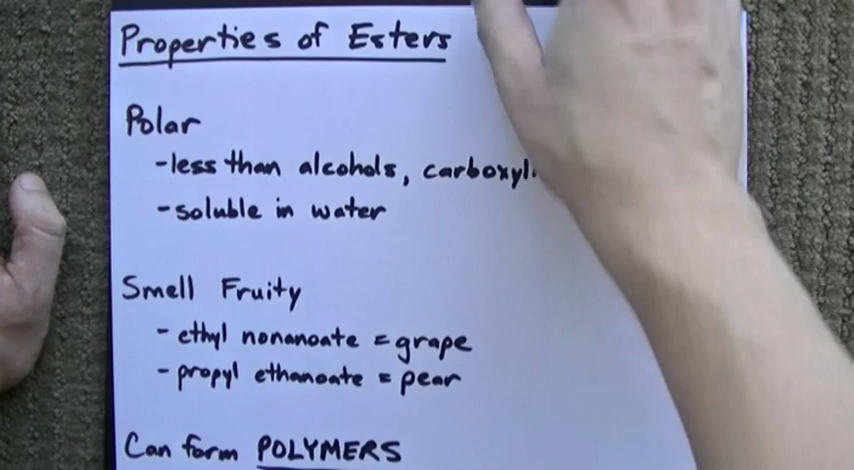 Properties of Esters
Polar
- less than alcohols,
- soluble in water
Smell Fruity
- ethyl nonanoate = grape
- propyl ethanoate = pear
Can form POLYMERS